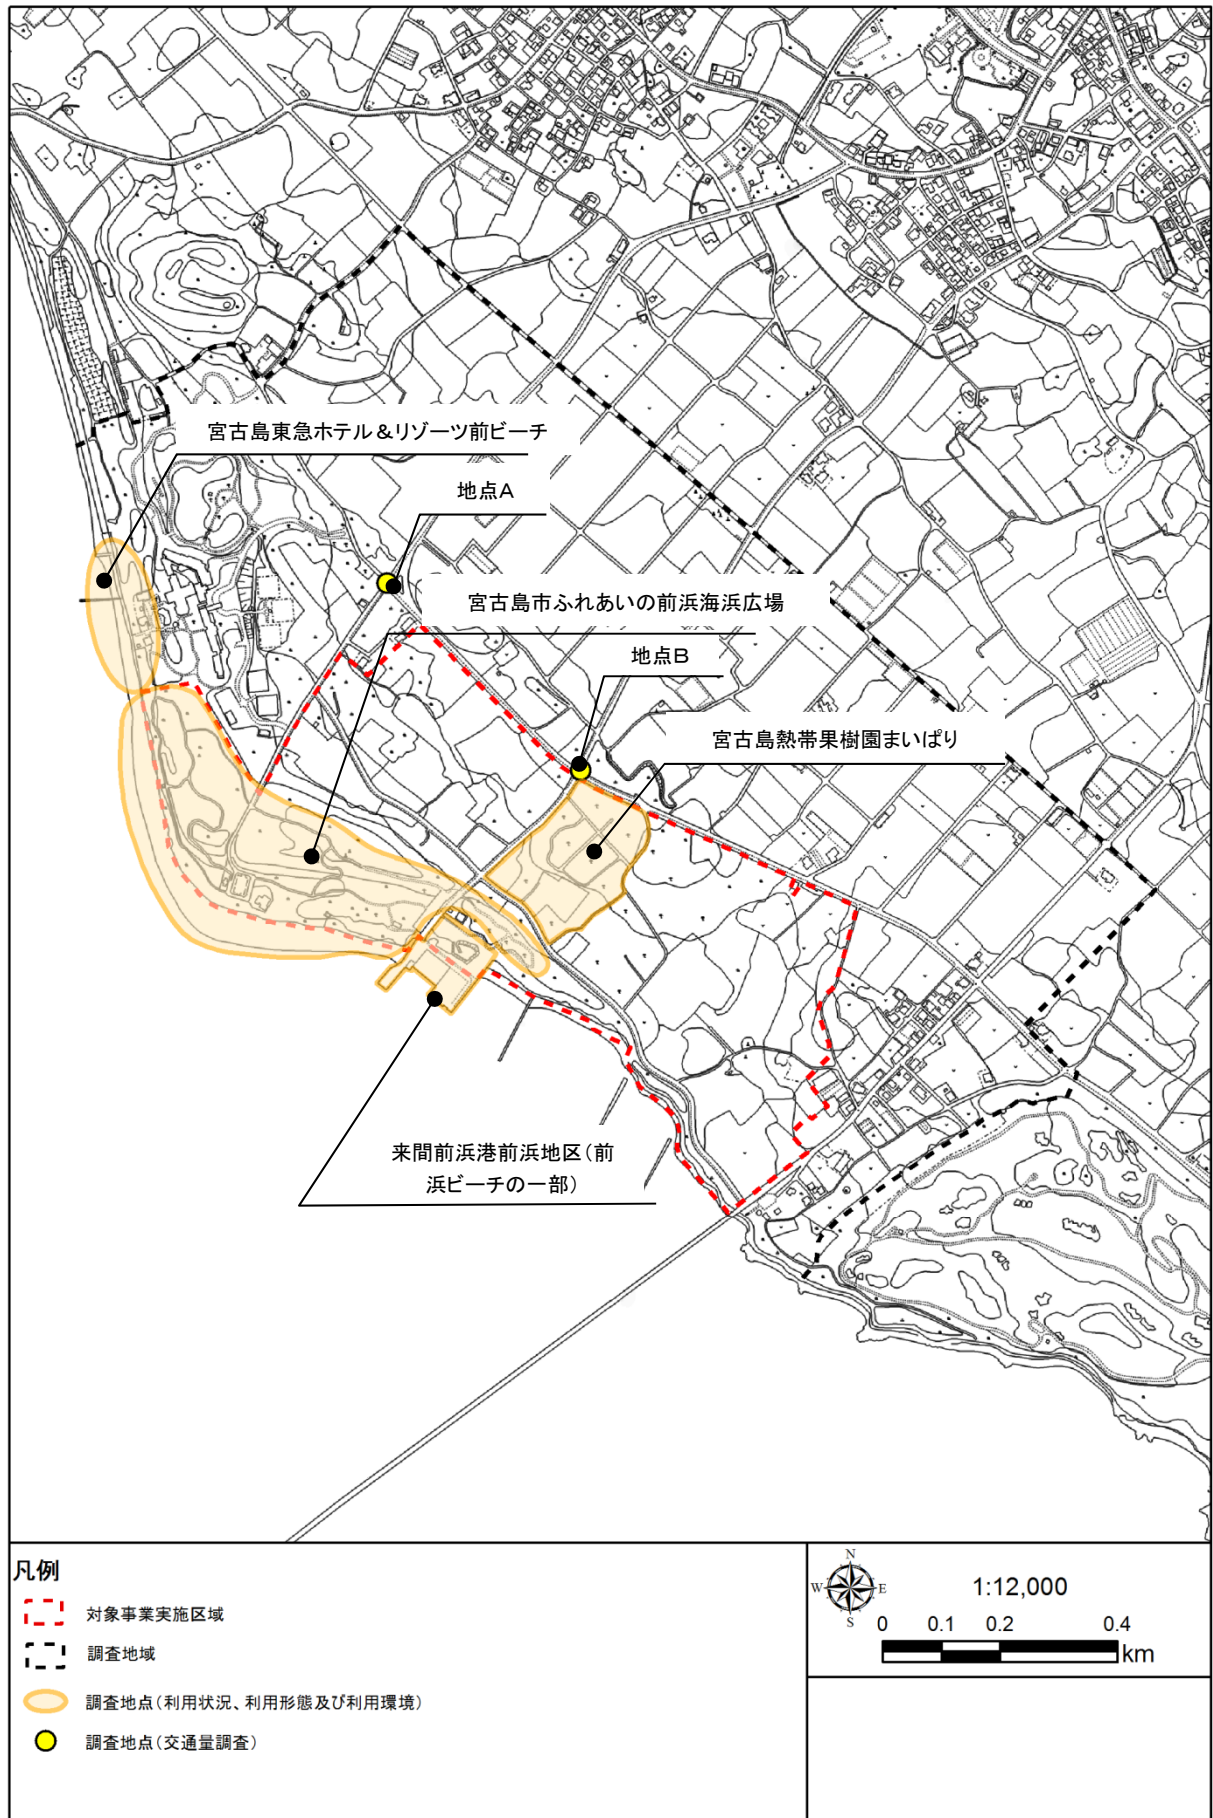 宮古島東急ホテル&リゾーツ前ビーチ
地点A
宮古島市ふれあいの前浜海浜広場
地点B
宮古島熱帯果樹園まいぱり
来間前浜港前浜地区(前
浜ビーチの一部)
凡例
対象事業実施区域
調査地域
調査地点(利用状況、利用形態及び利用環境)
調査地点(交通量調査)
N
W E
S
1:12,000
0 0.1 0.2 0.4
km